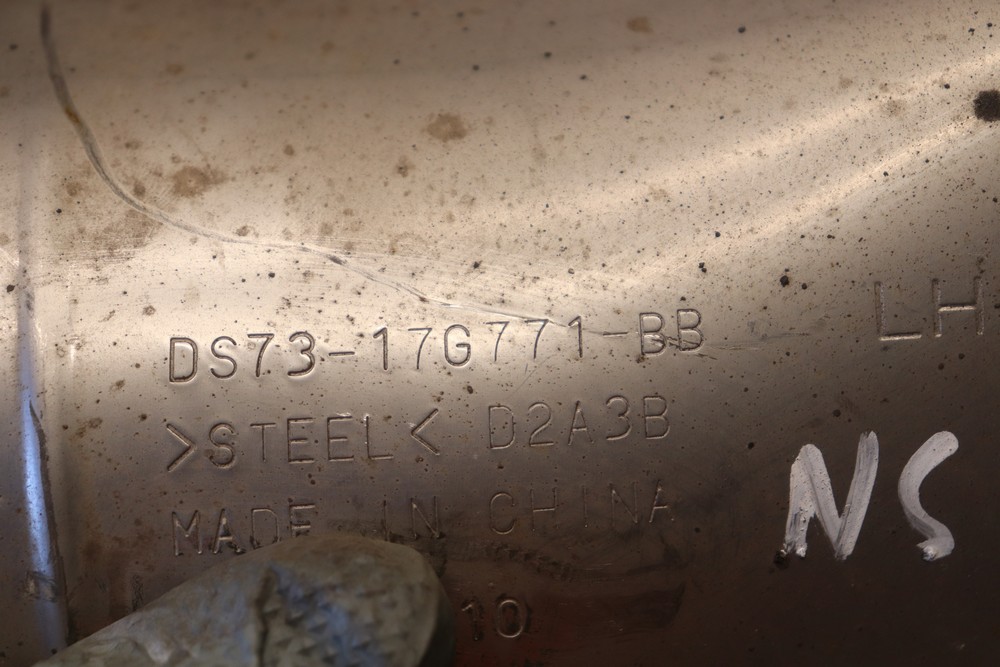 DS73-17G771-BB
LH
>STEEL< D2A3B
NS
MADE IN CHINA
10